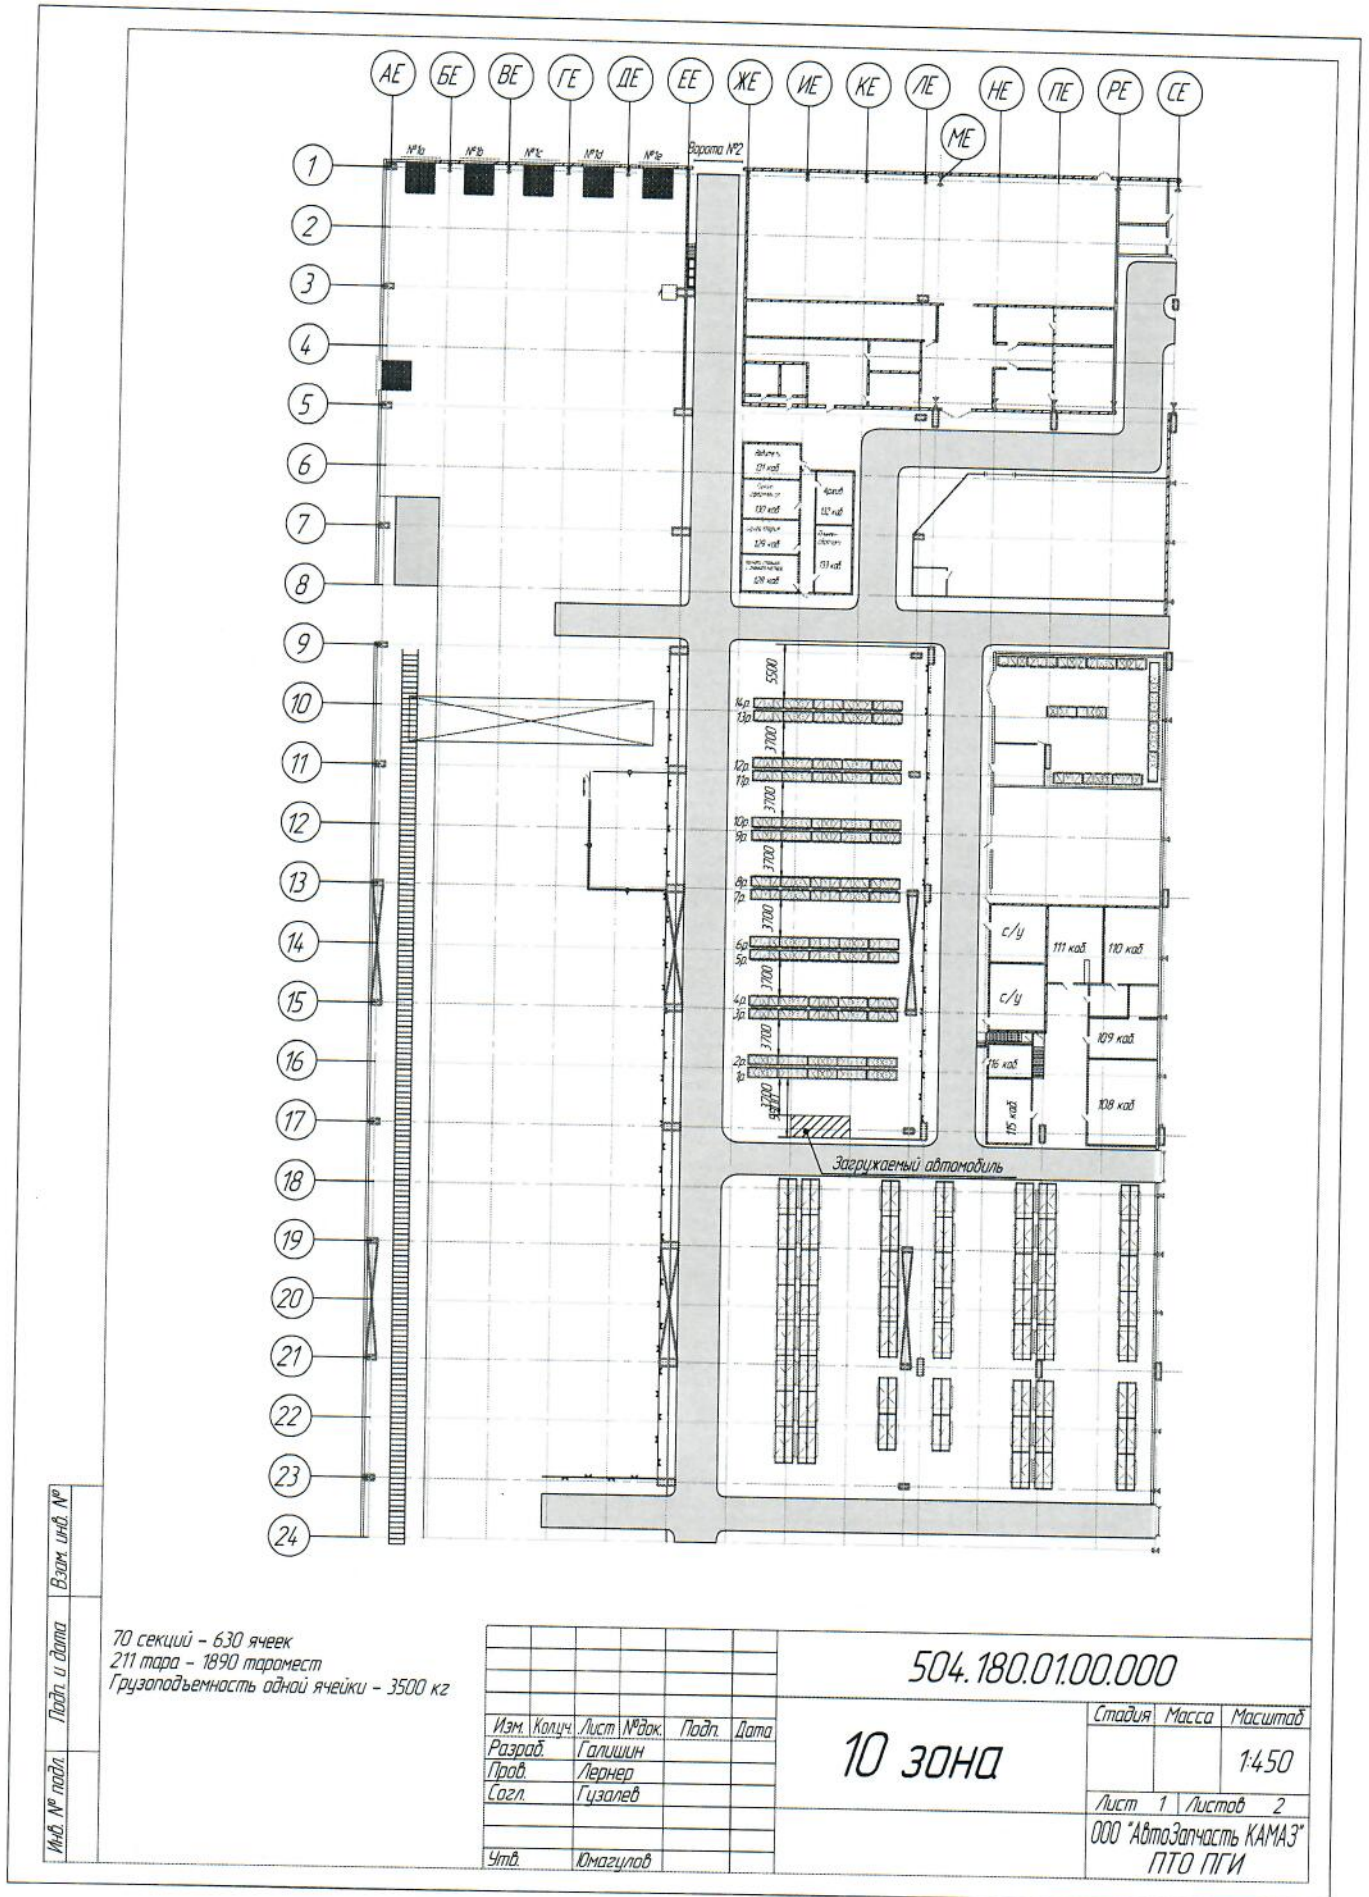 АЕ БЕ ВЕ ГЕ ДЕ ЕЕ ЖЕ ИЕ КЕ ЛЕ НЕ ПЕ РЕ СЕ
МЕ
№1a №1b №1c №1d №1e Ворота №2
1
2
3
4
5
6
7
8
9
10
11
12
13
14
15
16
17
18
19
20
21
22
23
24
131 каб
130 каб
129 каб
128 каб
Архив
132 каб
133 каб
5500
14р.
13р.
3700
12р.
11р.
3700
10р.
9р.
3700
8р.
7р.
3700
6р.
5р.
3700
4р.
3р.
3700
2р.
1р.
3700
с/у
111 каб.
110 каб.
с/у
109 каб.
116 каб.
115 каб.
108 каб
Загружаемый автомобиль
70 секций - 630 ячеек
211 тара - 1890 таромест
Грузоподъемность одной ячейки - 3500 кг
Взам. инв. №
Подп. и дата
Инв. № подл.
504.180.01.00.000
Изм. Кол.уч. Лист №док. Подп. Дата
Разраб. Галишин
Пров. Лернер
Согл. Гузалев
Утв. Юмагулов
10 зона
Стадия Масса Масштаб
1:450
Лист 1 Листов 2
ООО "АвтоЗапчасть КАМАЗ"
ПТО ПГИ